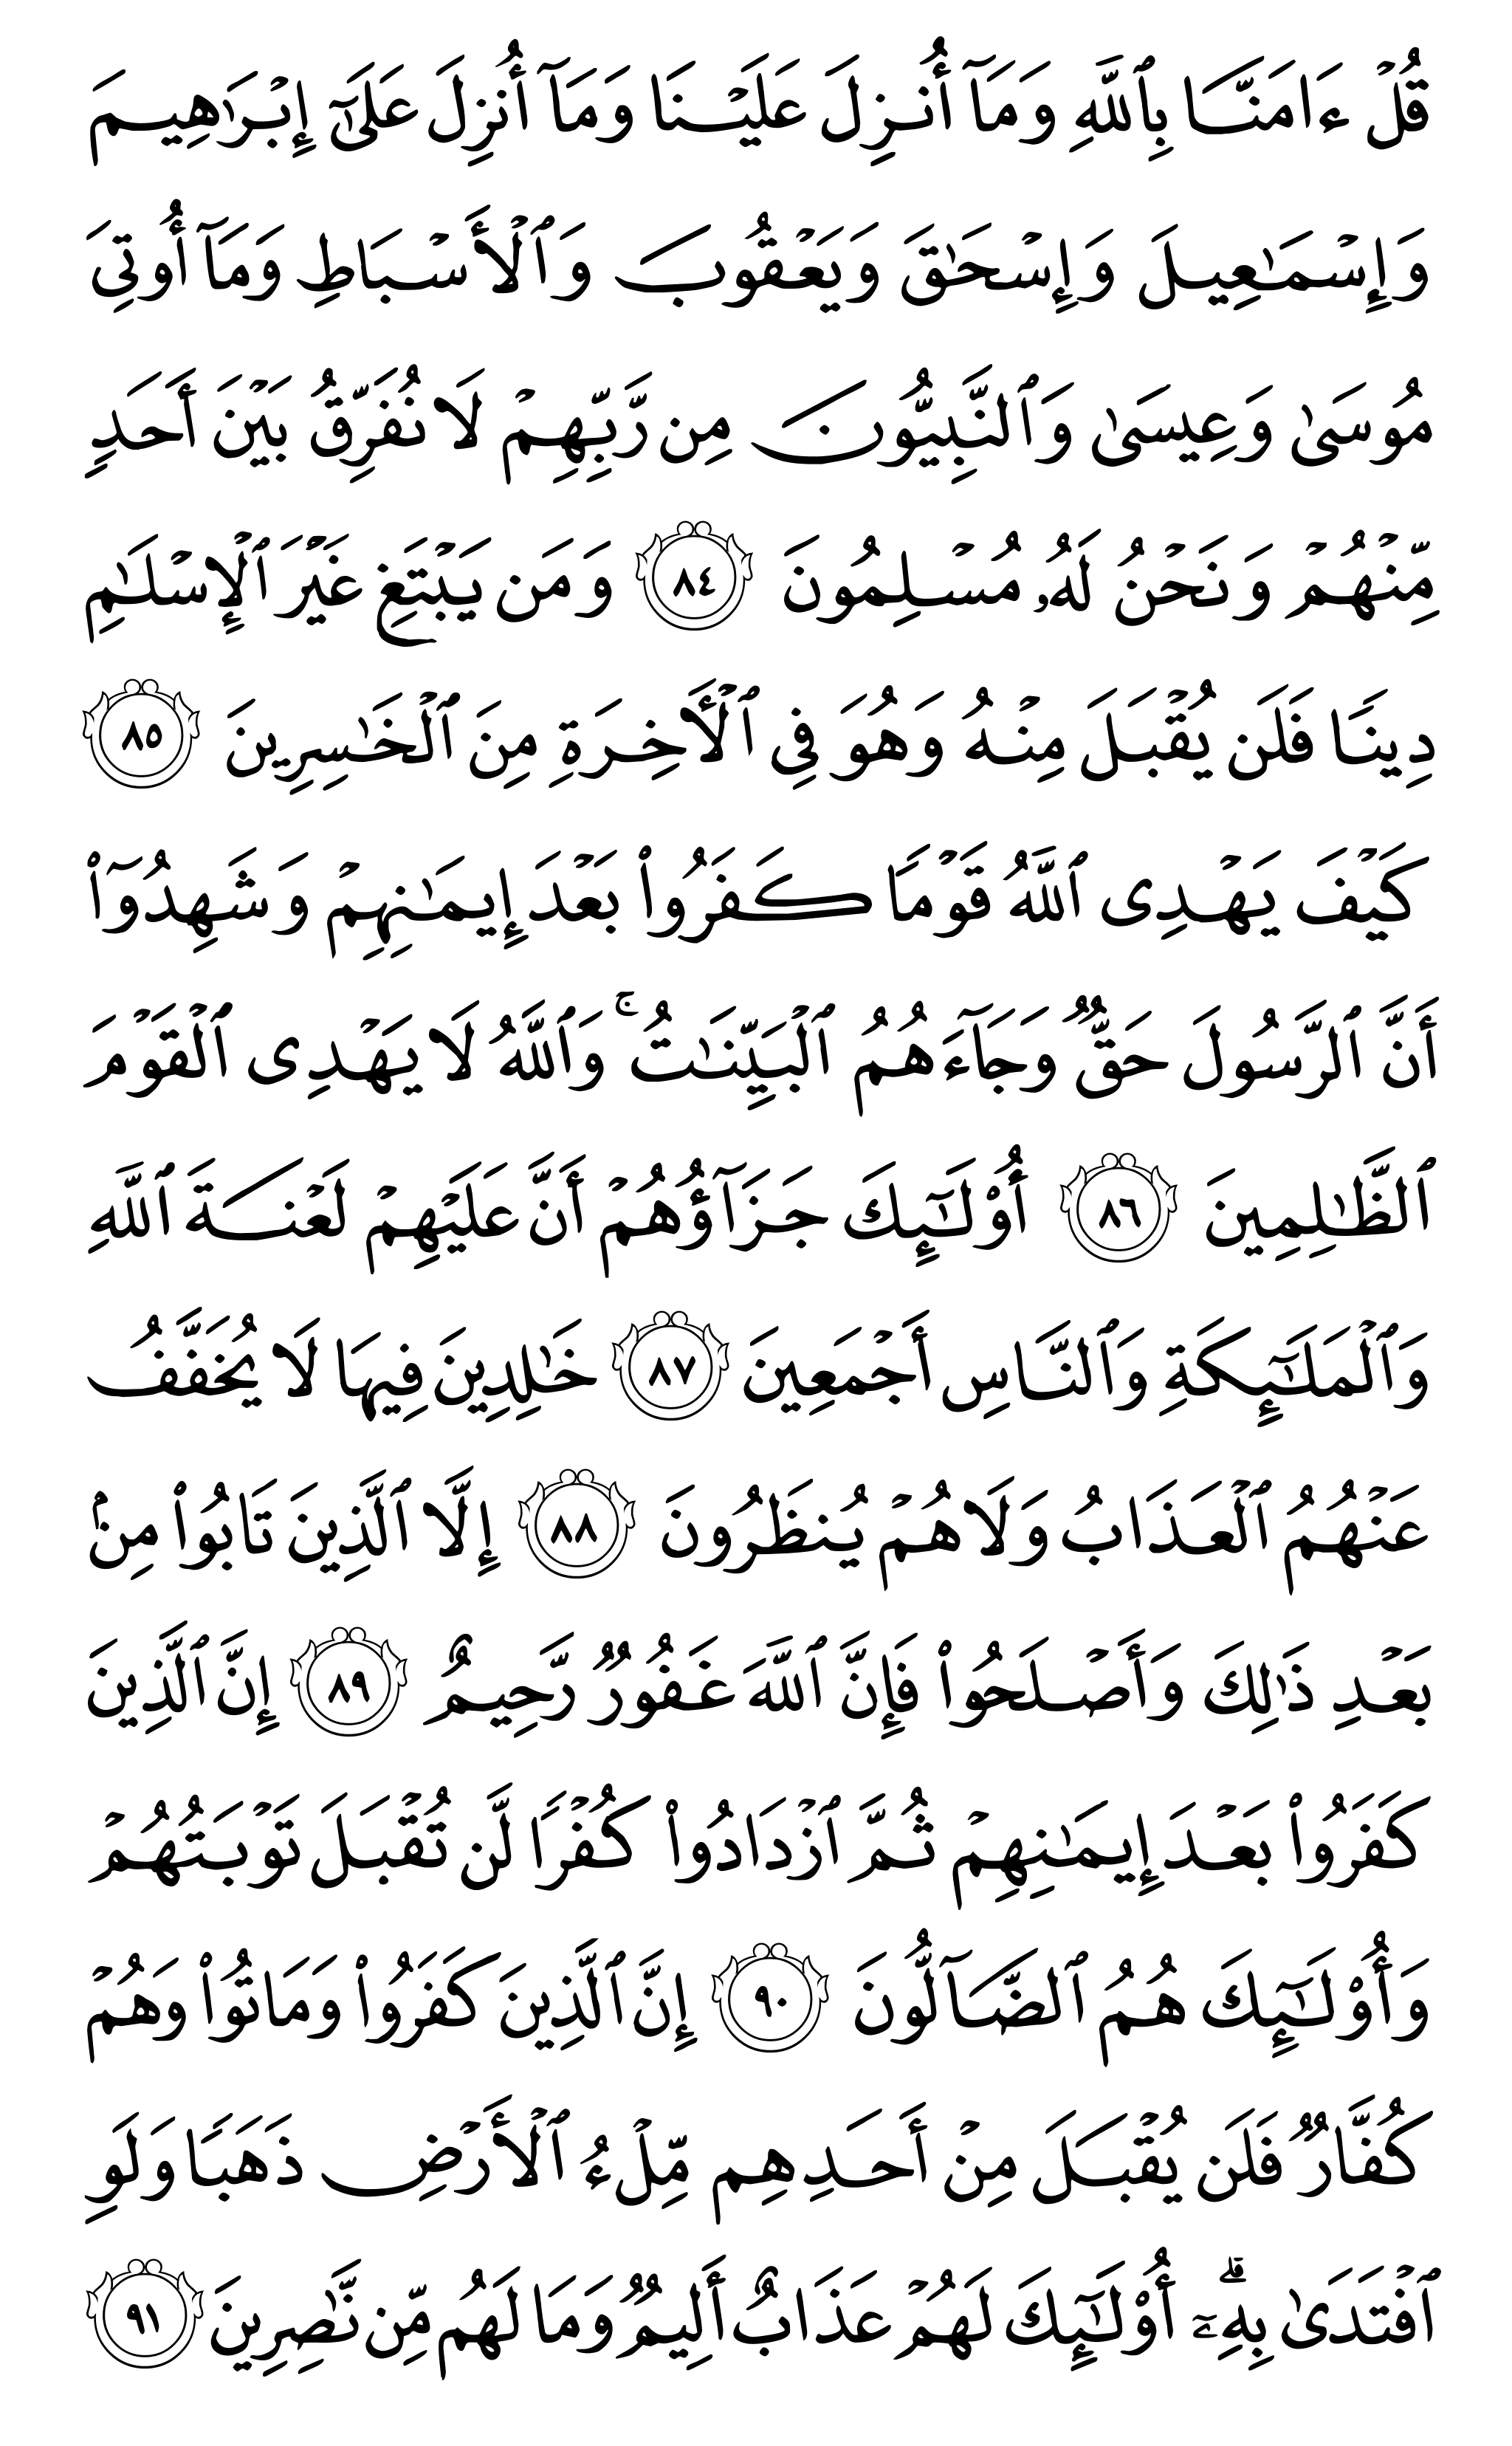 قُلْ ءَامَنَّا بِٱللَّهِ وَمَآ أُنزِلَ عَلَيْنَا وَمَآ أُنزِلَ عَلَىٰٓ إِبْرَٰهِيمَ
وَإِسْمَـٰعِيلَ وَإِسْحَـٰقَ وَيَعْقُوبَ وَٱلْأَسْبَاطِ وَمَآ أُوتِىَ
مُوسَىٰ وَعِيسَىٰ وَٱلنَّبِيُّونَ مِن رَّبِّهِمْ لَا نُفَرِّقُ بَيْنَ أَحَدٍ
مِّنْهُمْ وَنَحْنُ لَهُۥ مُسْلِمُونَ ٨٤ وَمَن يَبْتَغِ غَيْرَ ٱلْإِسْلَـٰمِ
دِينًا فَلَن يُقْبَلَ مِنْهُ وَهُوَ فِى ٱلْأَخِرَةِ مِنَ ٱلْخَـٰسِرِينَ ٨٥
كَيْفَ يَهْدِى ٱللَّهُ قَوْمًا كَفَرُوا۟ بَعْدَ إِيمَـٰنِهِمْ وَشَهِدُوٓا۟
أَنَّ ٱلرَّسُولَ حَقٌّ وَجَآءَهُمُ ٱلْبَيِّنَـٰتُ ۚ وَٱللَّهُ لَا يَهْدِى ٱلْقَوْمَ
ٱلظَّـٰلِمِينَ ٨٦ أُو۟لَـٰٓئِكَ جَزَآؤُهُمْ أَنَّ عَلَيْهِمْ لَعْنَةَ ٱللَّهِ
وَٱلْمَلَـٰٓئِكَةِ وَٱلنَّاسِ أَجْمَعِينَ ٨٧ خَـٰلِدِينَ فِيهَا لَا يُخَفَّفُ
عَنْهُمُ ٱلْعَذَابُ وَلَا هُمْ يُنظَرُونَ ٨٨ إِلَّا ٱلَّذِينَ تَابُوا۟ مِنۢ
بَعْدِ ذَٰلِكَ وَأَصْلَحُوا۟ فَإِنَّ ٱللَّهَ غَفُورٌ رَّحِيمٌ ٨٩ إِنَّ ٱلَّذِينَ
كَفَرُوا۟ بَعْدَ إِيمَـٰنِهِمْ ثُمَّ ٱزْدَادُوا۟ كُفْرًا لَّن تُقْبَلَ تَوْبَتُهُمْ
وَأُو۟لَـٰٓئِكَ هُمُ ٱلضَّآلُّونَ ٩٠ إِنَّ ٱلَّذِينَ كَفَرُوا۟ وَمَاتُوا۟ وَهُمْ
كُفَّارٌ فَلَن يُقْبَلَ مِنْ أَحَدِهِم مِّلْءُ ٱلْأَرْضِ ذَهَبًا وَلَوِ
ٱفْتَدَىٰ بِهِۦٓ ۗ أُو۟لَـٰٓئِكَ لَهُمْ عَذَابٌ أَلِيمٌ وَمَا لَهُم مِّن نَّـٰصِرِينَ ٩١